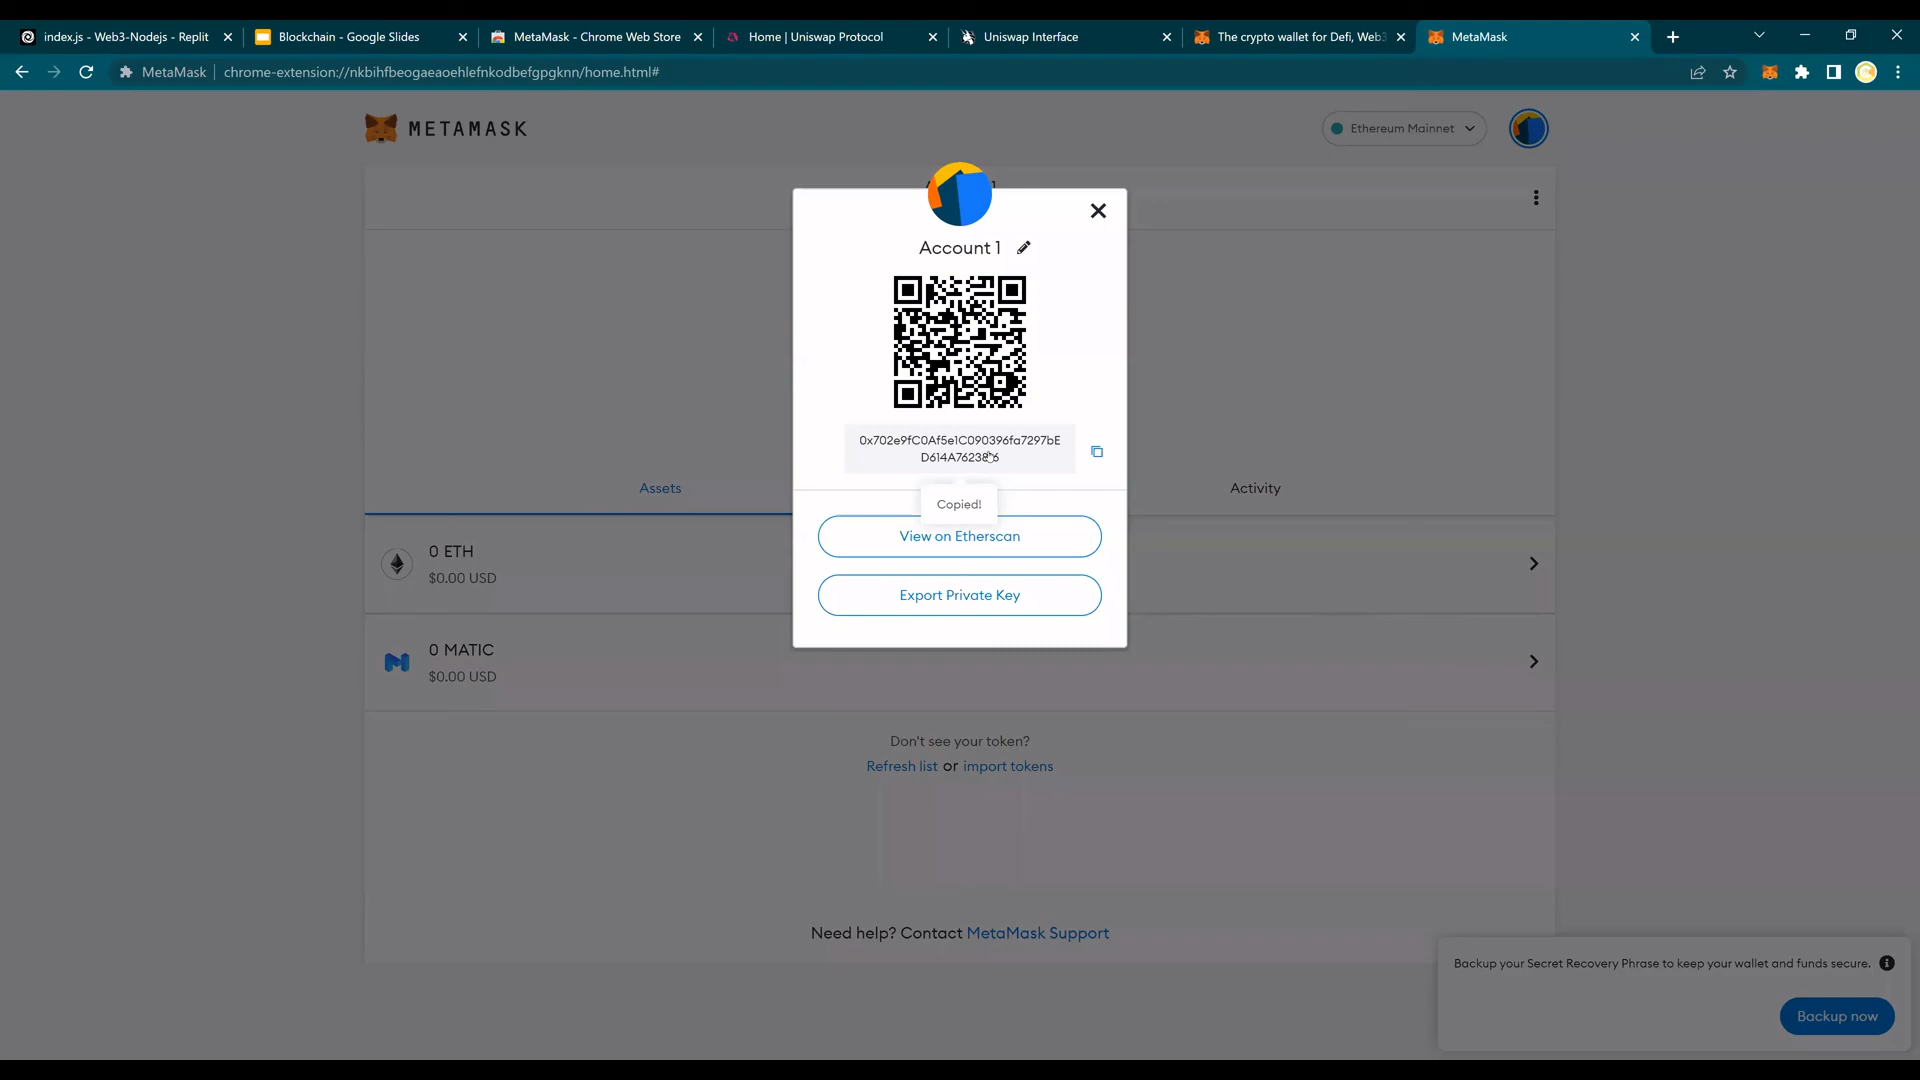 index.js - Web3-Nodejs - Replit
Blockchain - Google Slides
MetaMask - Chrome Web Store
Home | Uniswap Protocol
Uniswap Interface
The crypto wallet for Defi, Web3
MetaMask
MetaMask
chrome-extension://nkbihfbeogaeaoehlefnkodbefgpgknn/home.html#
METAMASK
Ethereum Mainnet
Account 1
0x702e9fC0Af5e1C090396fa7297bE
Copied!
View on Etherscan
Export Private Key
Assets
Activity
0 ETH
$0.00 USD
0 MATIC
$0.00 USD
Don't see your token?
Refresh list or import tokens
Need help? Contact MetaMask Support
Backup your Secret Recovery Phrase to keep your wallet and funds secure.
Backup now